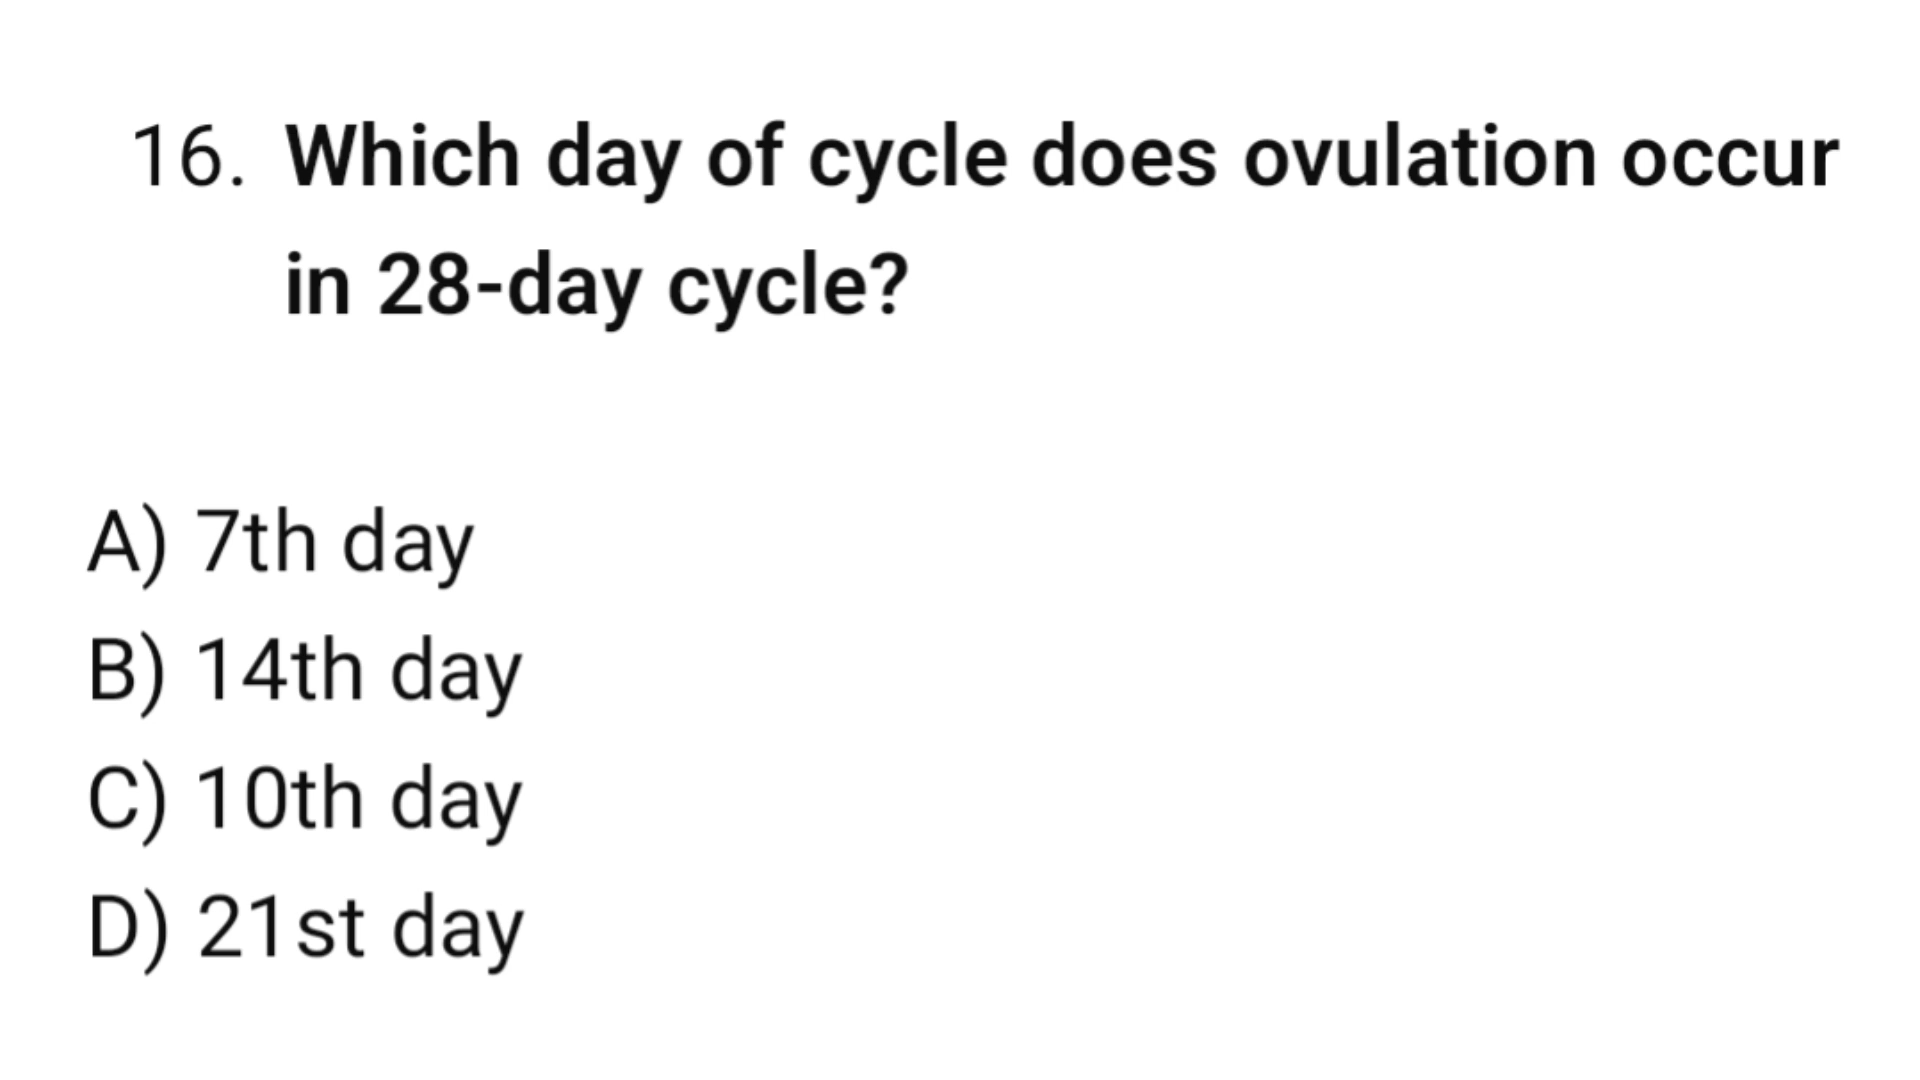 16. Which day of cycle does ovulation occur
in 28-day cycle?
A) 7th day
B) 14th day
C) 10th day
D) 21st day